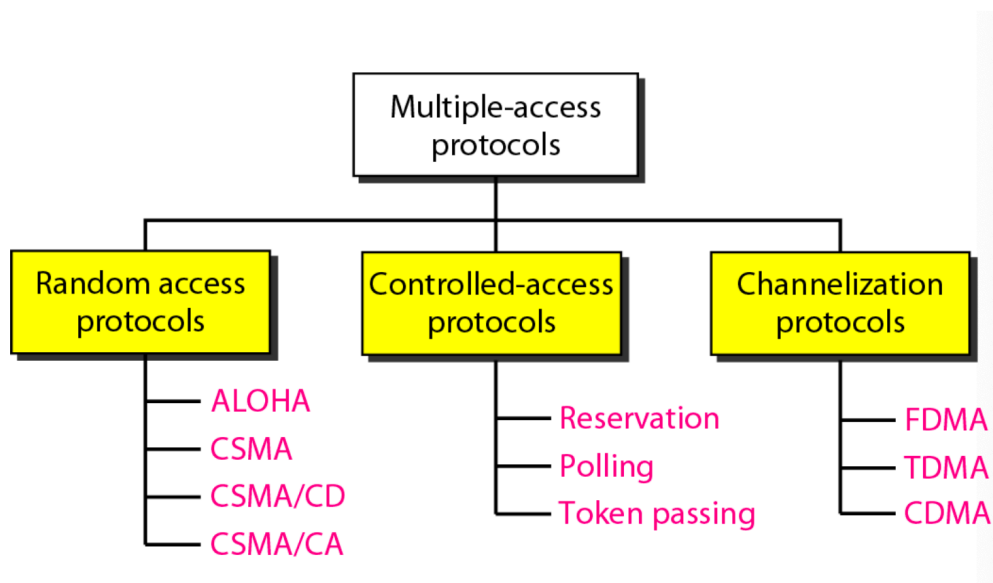 Multiple-access
protocols
Random access
protocols
Controlled-access
protocols
Channelization
protocols
ALOHA
CSMA
CSMA/CD
CSMA/CA
Reservation
Polling
Token passing
FDMA
TDMA
CDMA